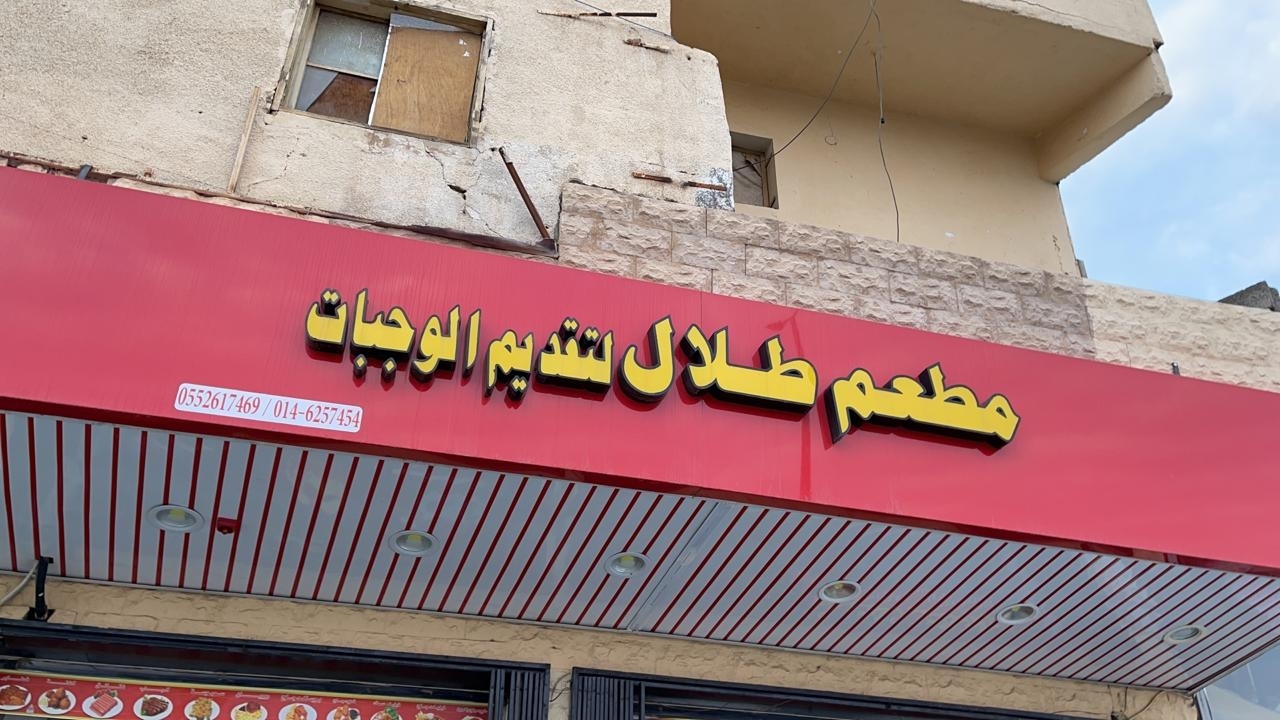 مطعم طلال لتقديم الوجبات
0552617469 / 014-6257454